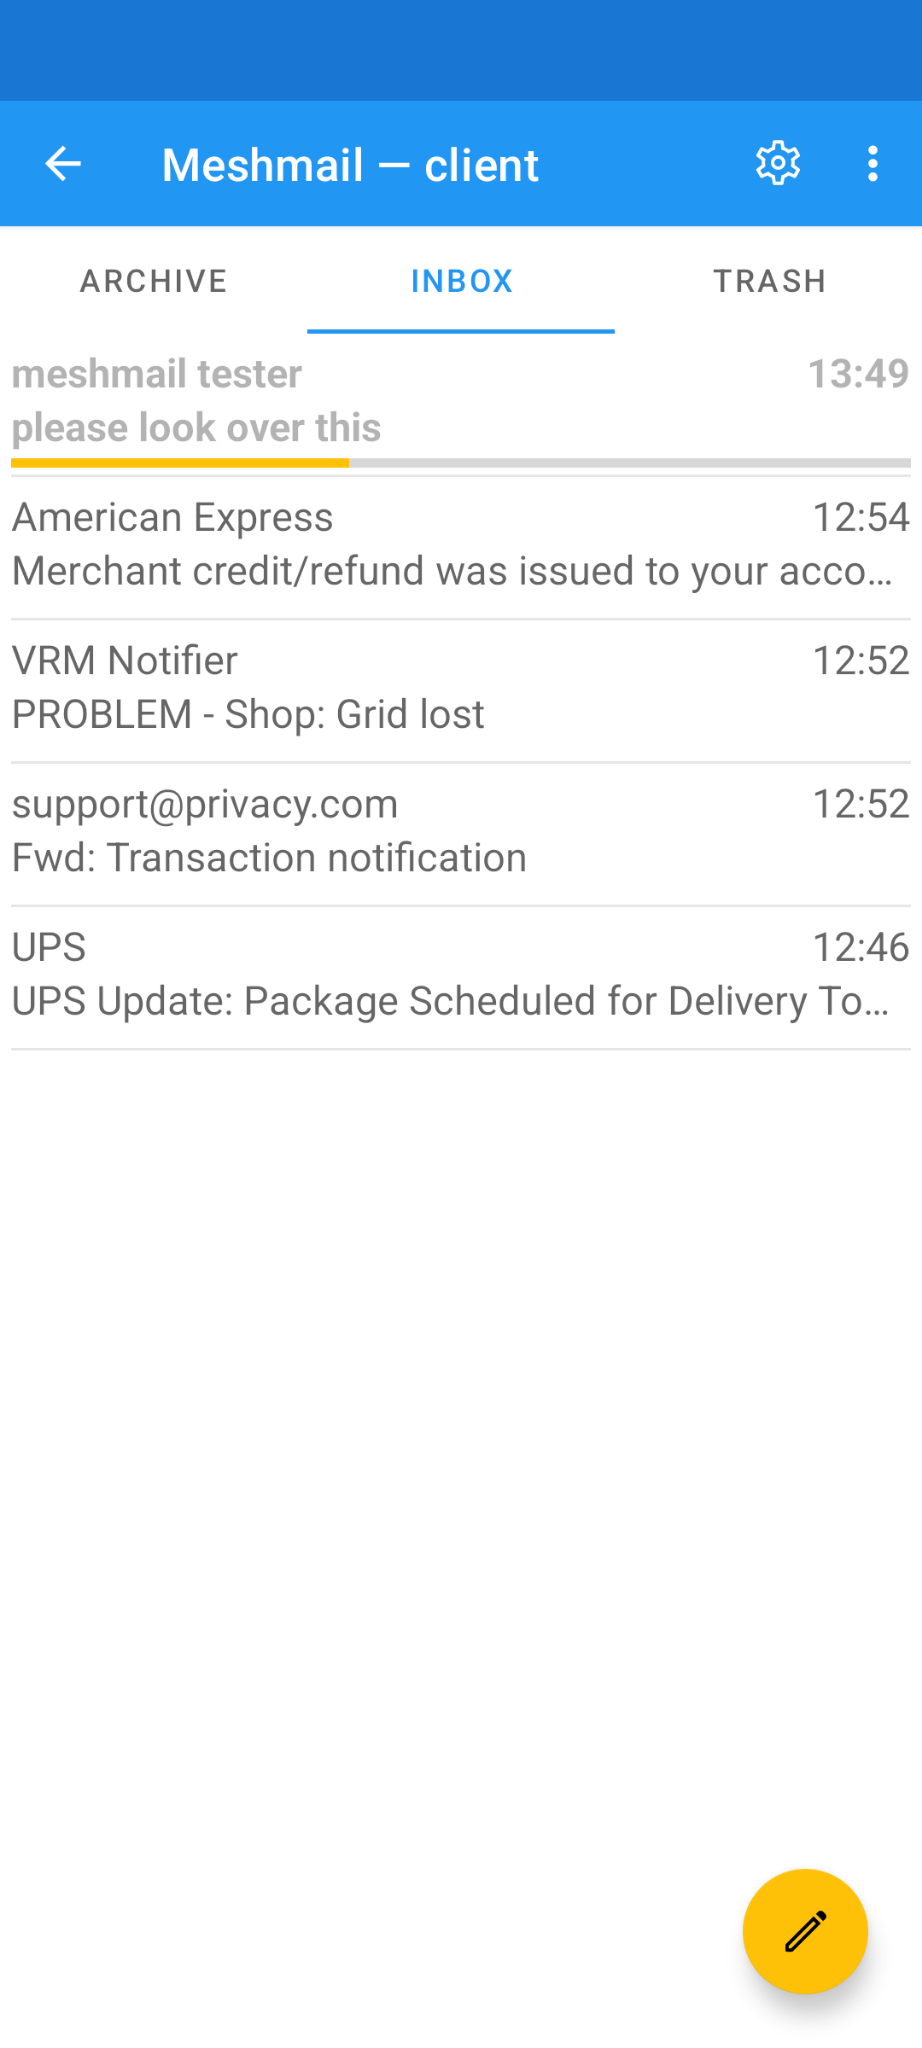 Meshmail — client
ARCHIVE INBOX TRASH
meshmail tester 13:49
please look over this
American Express 12:54
Merchant credit/refund was issued to your acco...
VRM Notifier 12:52
PROBLEM - Shop: Grid lost
support@privacy.com 12:52
Fwd: Transaction notification
UPS 12:46
UPS Update: Package Scheduled for Delivery To...